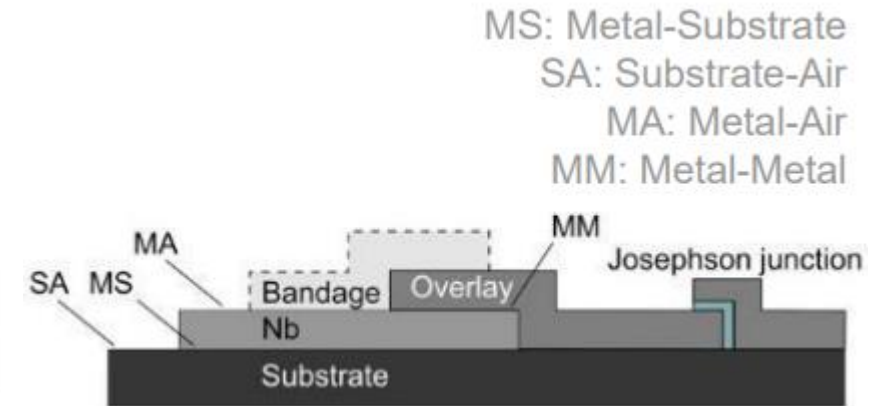 MS: Metal-Substrate
SA: Substrate-Air
MA: Metal-Air
MM: Metal-Metal
MM
MA
Josephson junction
SA MS
Bandage
Overlay
Nb
Substrate